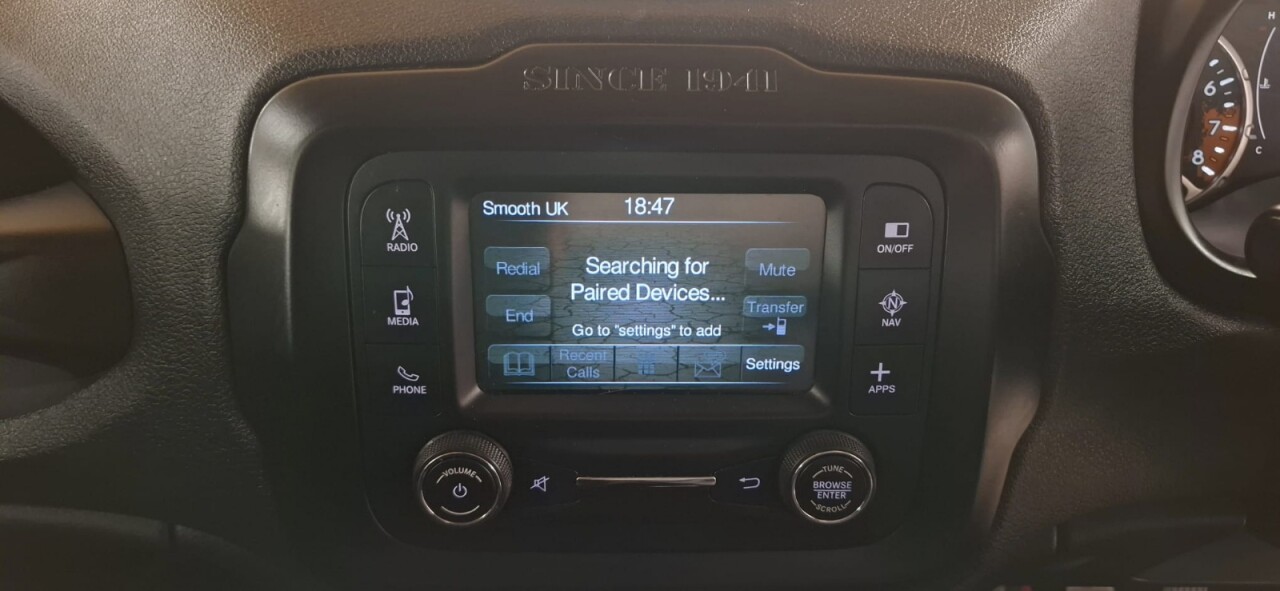 SINCE 1941
RADIO
MEDIA
PHONE
Smooth UK 18:47
Redial
End
Searching for
Paired Devices...
Go to "settings" to add
Mute
Transfer
Recent
Calls
Settings
ON/OFF
N
NAV
APPS
VOLUME
TUNE
BROWSE
ENTER
SCROLL
H
6
7
8
C